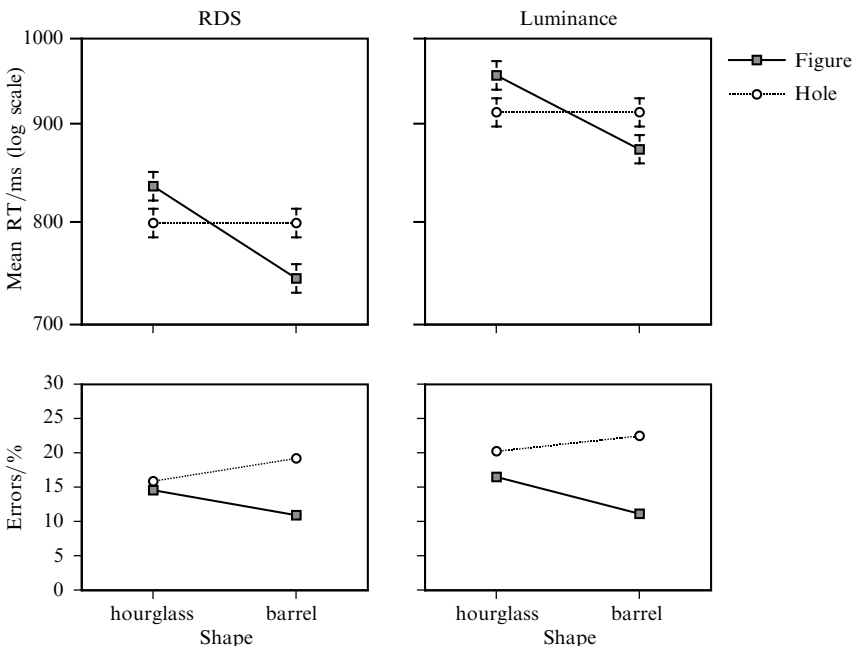 RDS
Luminance
Mean RT/ms (log scale)
1000
900
800
700
Figure
Hole
Errors/%
30
25
20
15
10
5
0
hourglass barrel
Shape
hourglass barrel
Shape